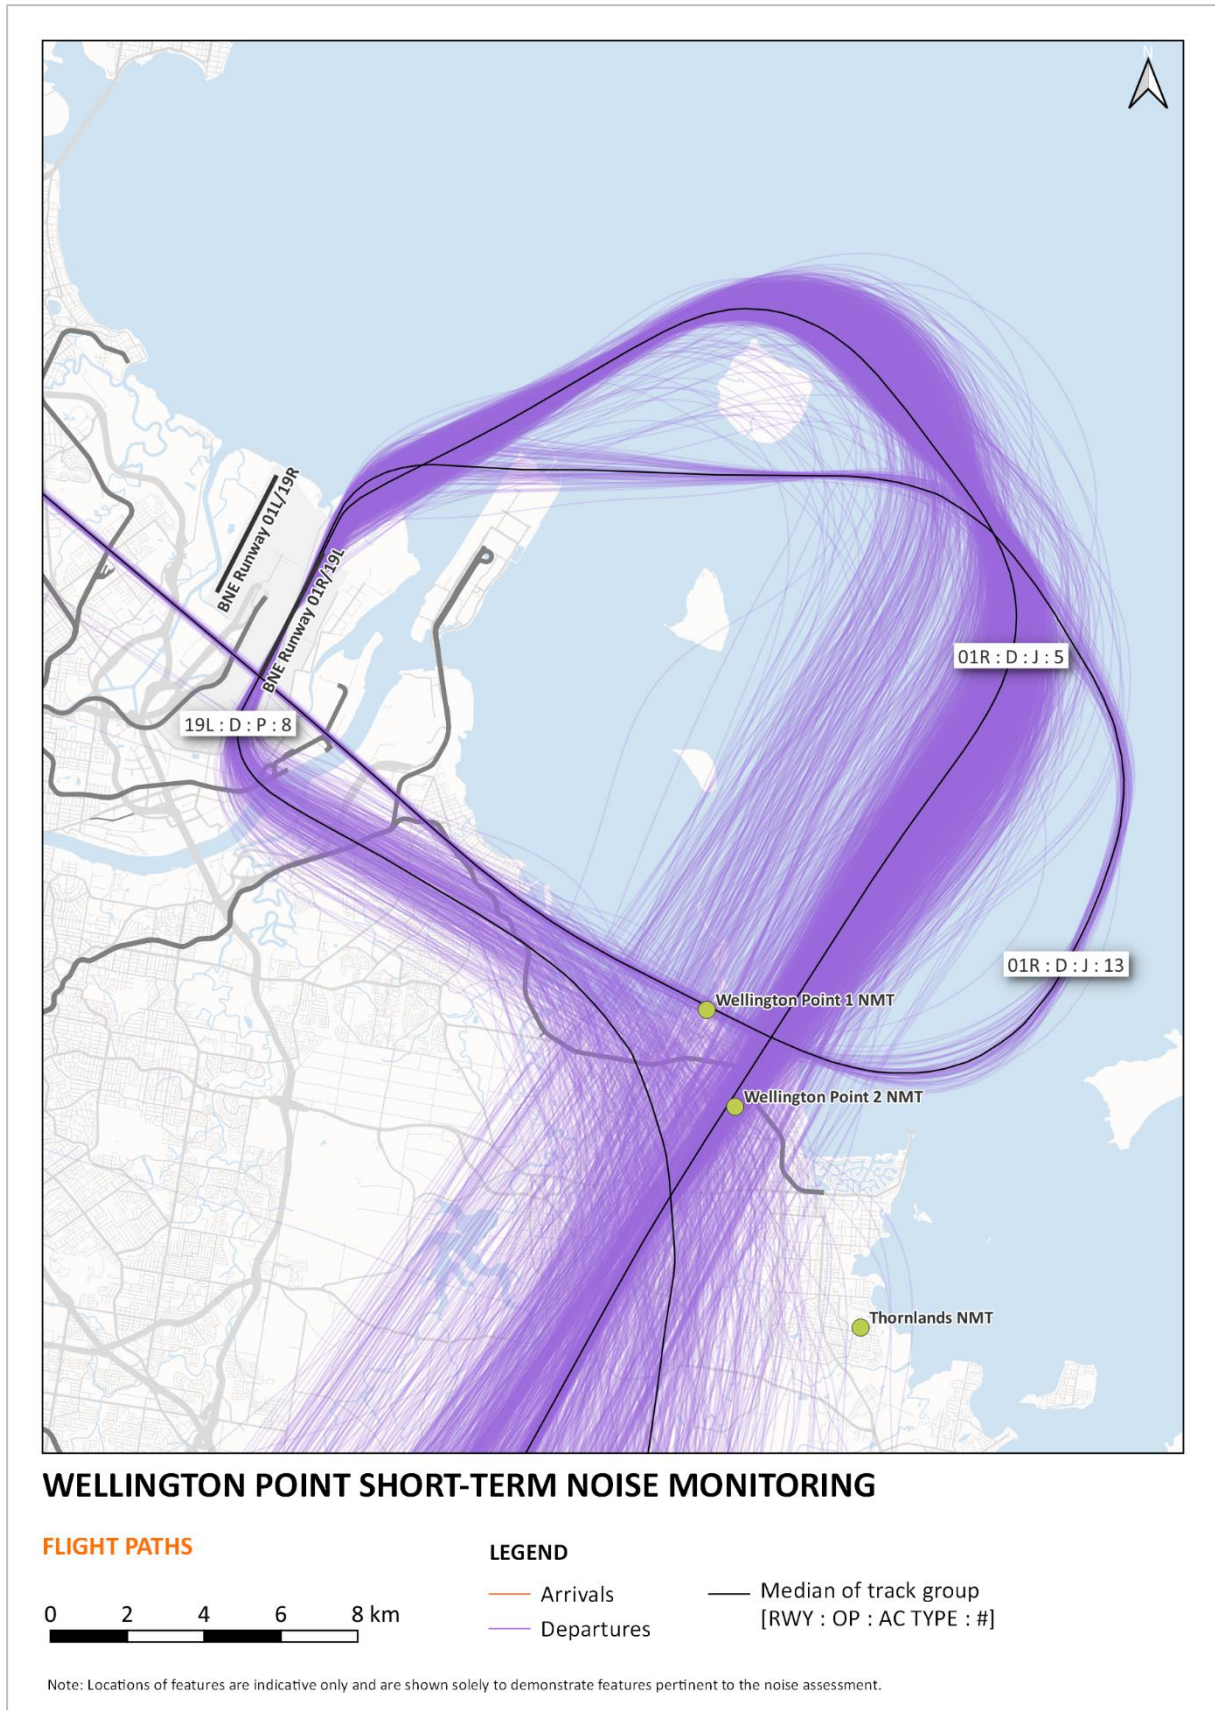 N
BNE Runway 01L/19R
BNE Runway 01R/19L
01R : D : J : 5
19L : D : P : 8
01R : D : J : 13
Wellington Point 1 NMT
Wellington Point 2 NMT
Thornlands NMT
WELLINGTON POINT SHORT-TERM NOISE MONITORING
FLIGHT PATHS
0 2 4 6 8 km
LEGEND
Arrivals
Departures
Median of track group
[RWY : OP : AC TYPE : #]
Note: Locations of features are indicative only and are shown solely to demonstrate features pertinent to the noise assessment.